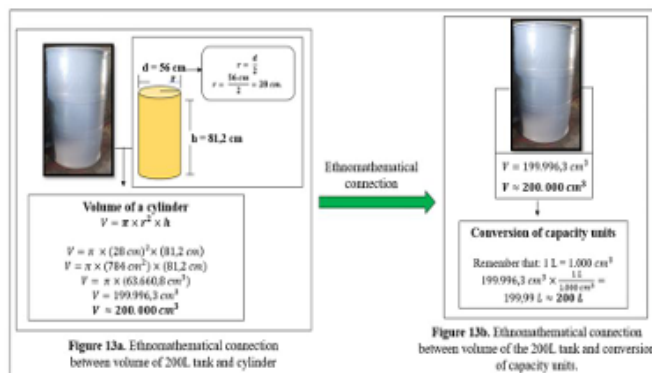 d = 56 cm
r
r = d/2
r = 56 cm/2 = 28 cm.
h = 81,2 cm
Volume of a cylinder
V = π × r² × h
V = π × (28 cm)² × (81,2 cm)
V = π × (784 cm²) × (81,2 cm)
V = π × (63.660,8 cm³)
V = 199.996,3 cm³
V ≈ 200.000 cm³
Figure 13a. Ethnomathematical connection
between volume of 200L tank and cylinder
Ethnomathematical
connection
V = 199.996,3 cm³
V ≈ 200.000 cm³
Conversion of capacity units
Remember that: 1 L = 1.000 cm³
199.996,3 cm³ × 1 L/1.000 cm³ =
199,99 L ≈ 200 L
Figure 13b. Ethnomathematical connection
between volume of the 200L tank and conversion
of capacity units.